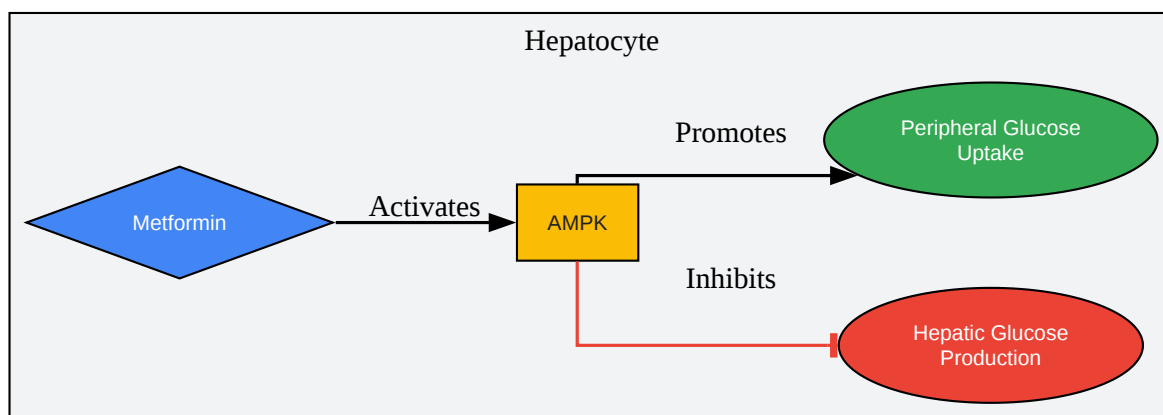 Hepatocyte
Promotes
Peripheral Glucose
Uptake
Metformin
Activates
AMPK
Inhibits
Hepatic Glucose
Production